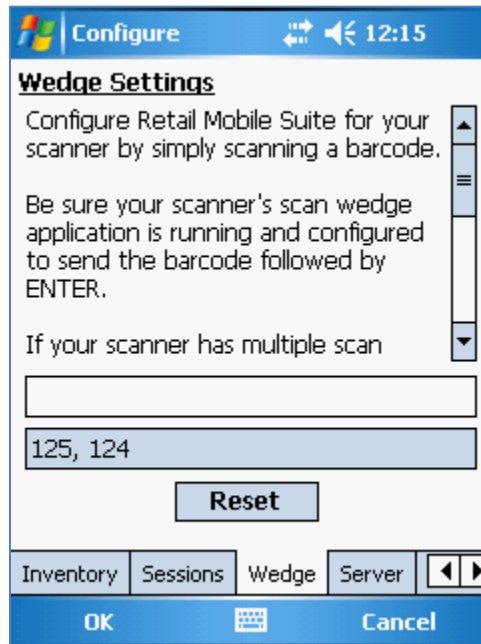 Configure 12:15
Wedge Settings
Configure Retail Mobile Suite for your
scanner by simply scanning a barcode.
Be sure your scanner's scan wedge
application is running and configured
to send the barcode followed by
ENTER.
If your scanner has multiple scan
125, 124
Reset
Inventory Sessions Wedge Server
OK Cancel